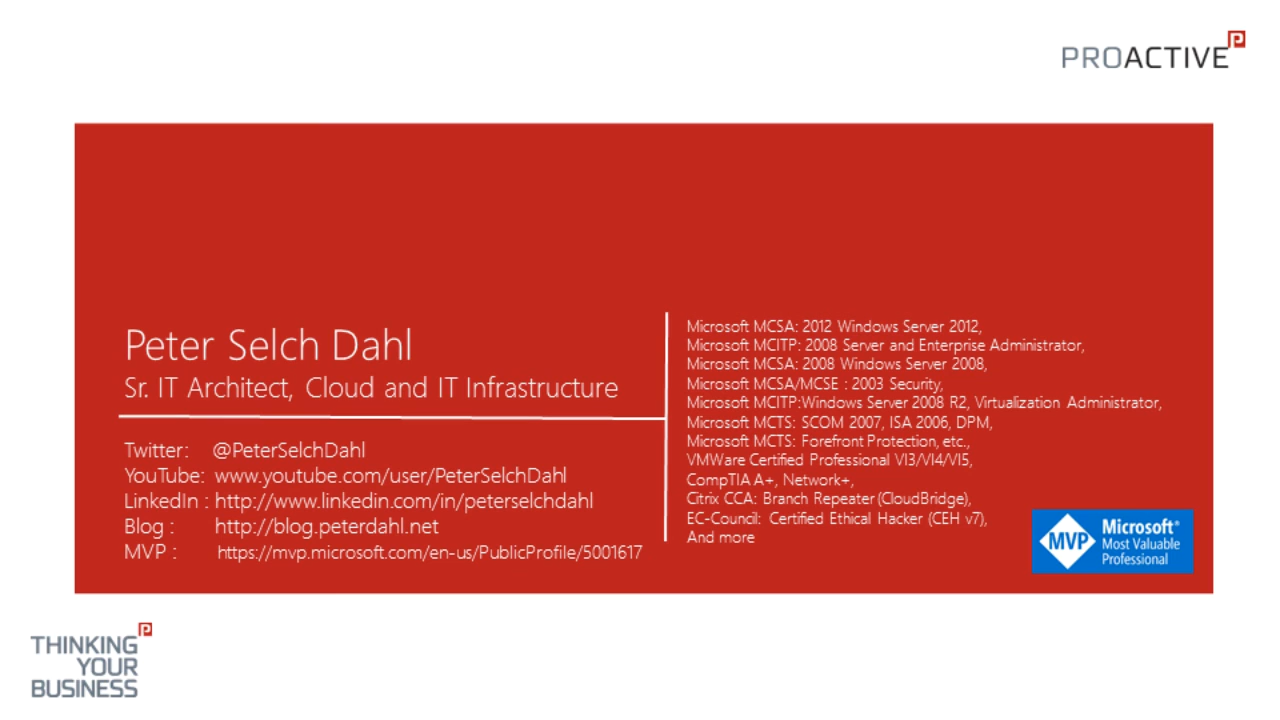 PROACTIVE
Peter Selch Dahl
Sr. IT Architect, Cloud and IT Infrastructure
Twitter: @PeterSelchDahl
YouTube: www.youtube.com/user/PeterSelchDahl
LinkedIn : http://www.linkedin.com/in/peterselchdahl
Blog : http://blog.peterdahl.net
MVP : https://mvp.microsoft.com/en-us/PublicProfile/5001617
Microsoft MCSA: 2012 Windows Server 2012,
Microsoft MCITP: 2008 Server and Enterprise Administrator,
Microsoft MCSA: 2008 Windows Server 2008,
Microsoft MCSA/MCSE : 2003 Security,
Microsoft MCITP:Windows Server 2008 R2, Virtualization Administrator,
Microsoft MCTS: SCOM 2007, ISA 2006, DPM,
Microsoft MCTS: Forefront Protection, etc.,
VMWare Certified Professional VI3/VI4/VI5,
CompTIA A+, Network+,
Citrix CCA: Branch Repeater (CloudBridge),
EC-Council: Certified Ethical Hacker (CEH v7),
And more
MVP
Microsoft®
Most Valuable
Professional
THINKING
YOUR
BUSINESS